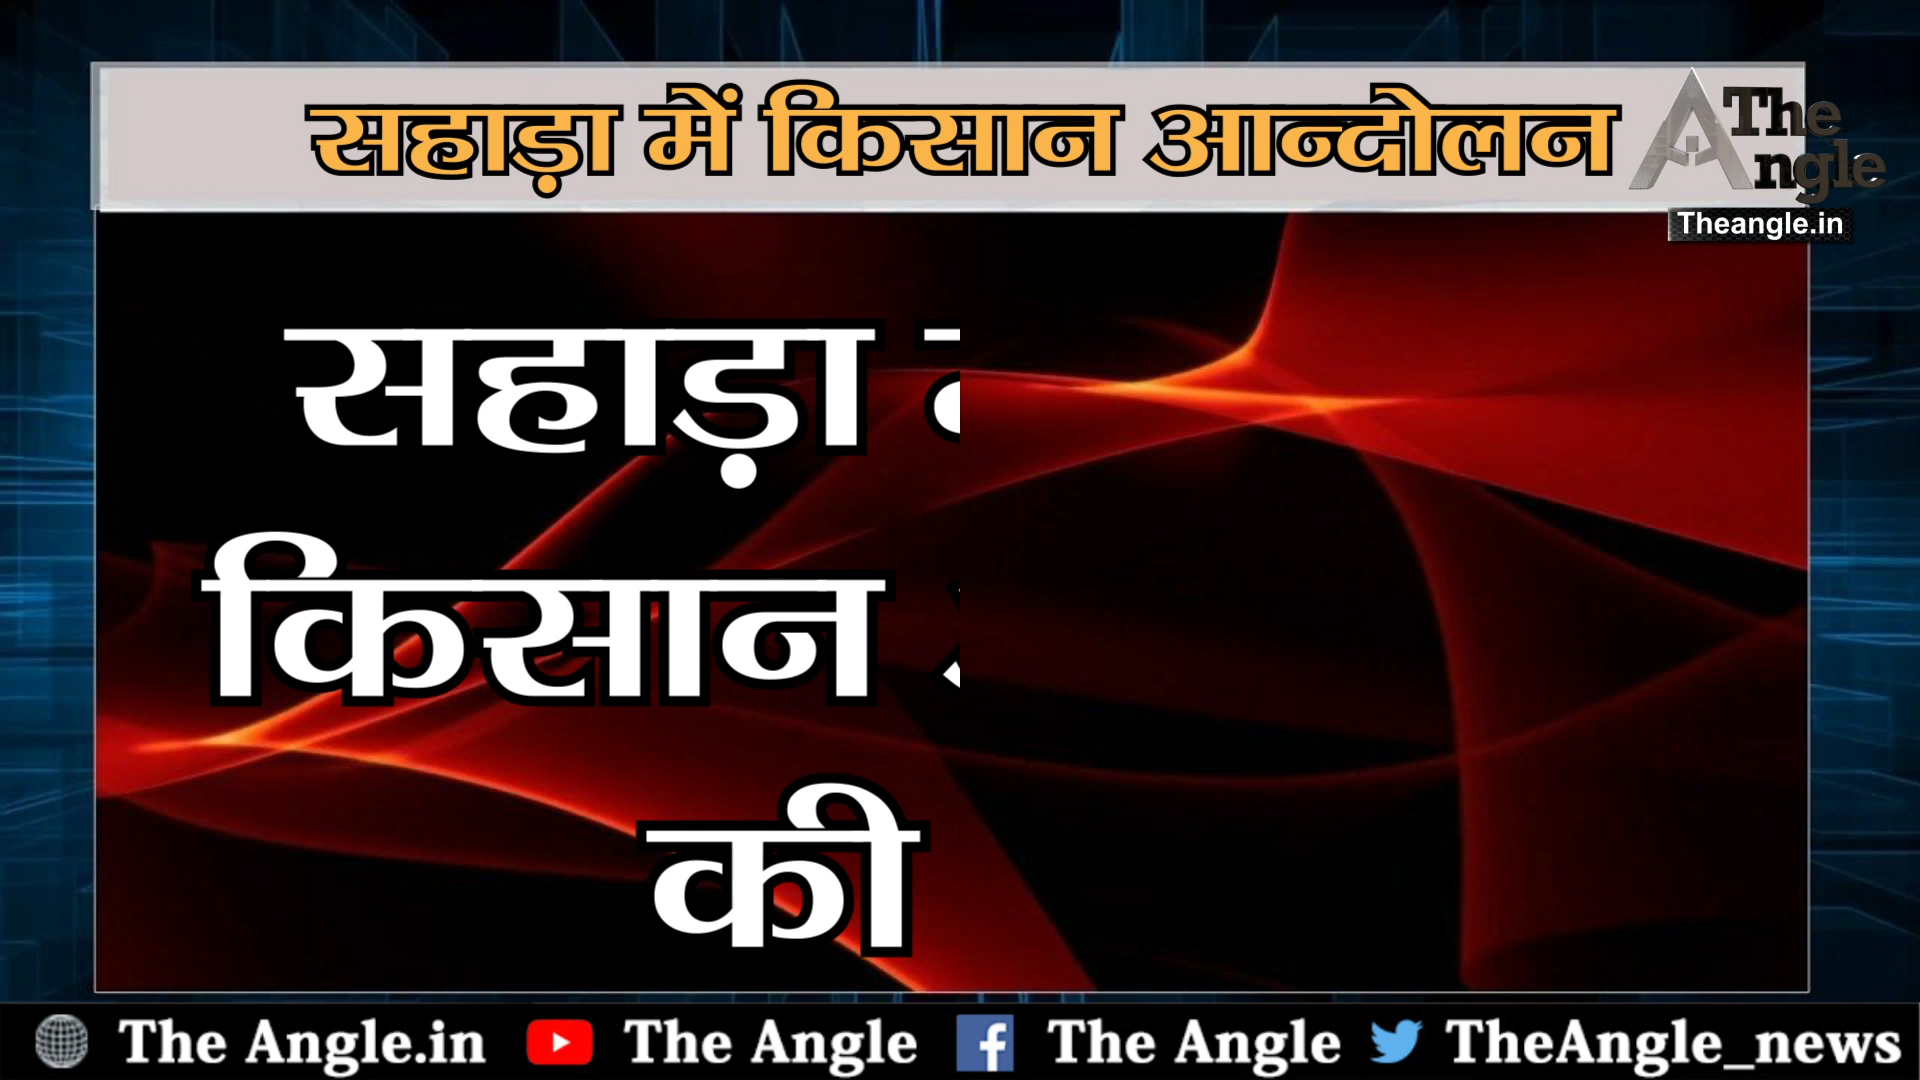 सहाड़ा में किसान आन्दोलन
The
Angle
Theangle.in
सहाड़ा
किसान
की
The Angle.in The Angle The Angle TheAngle_news